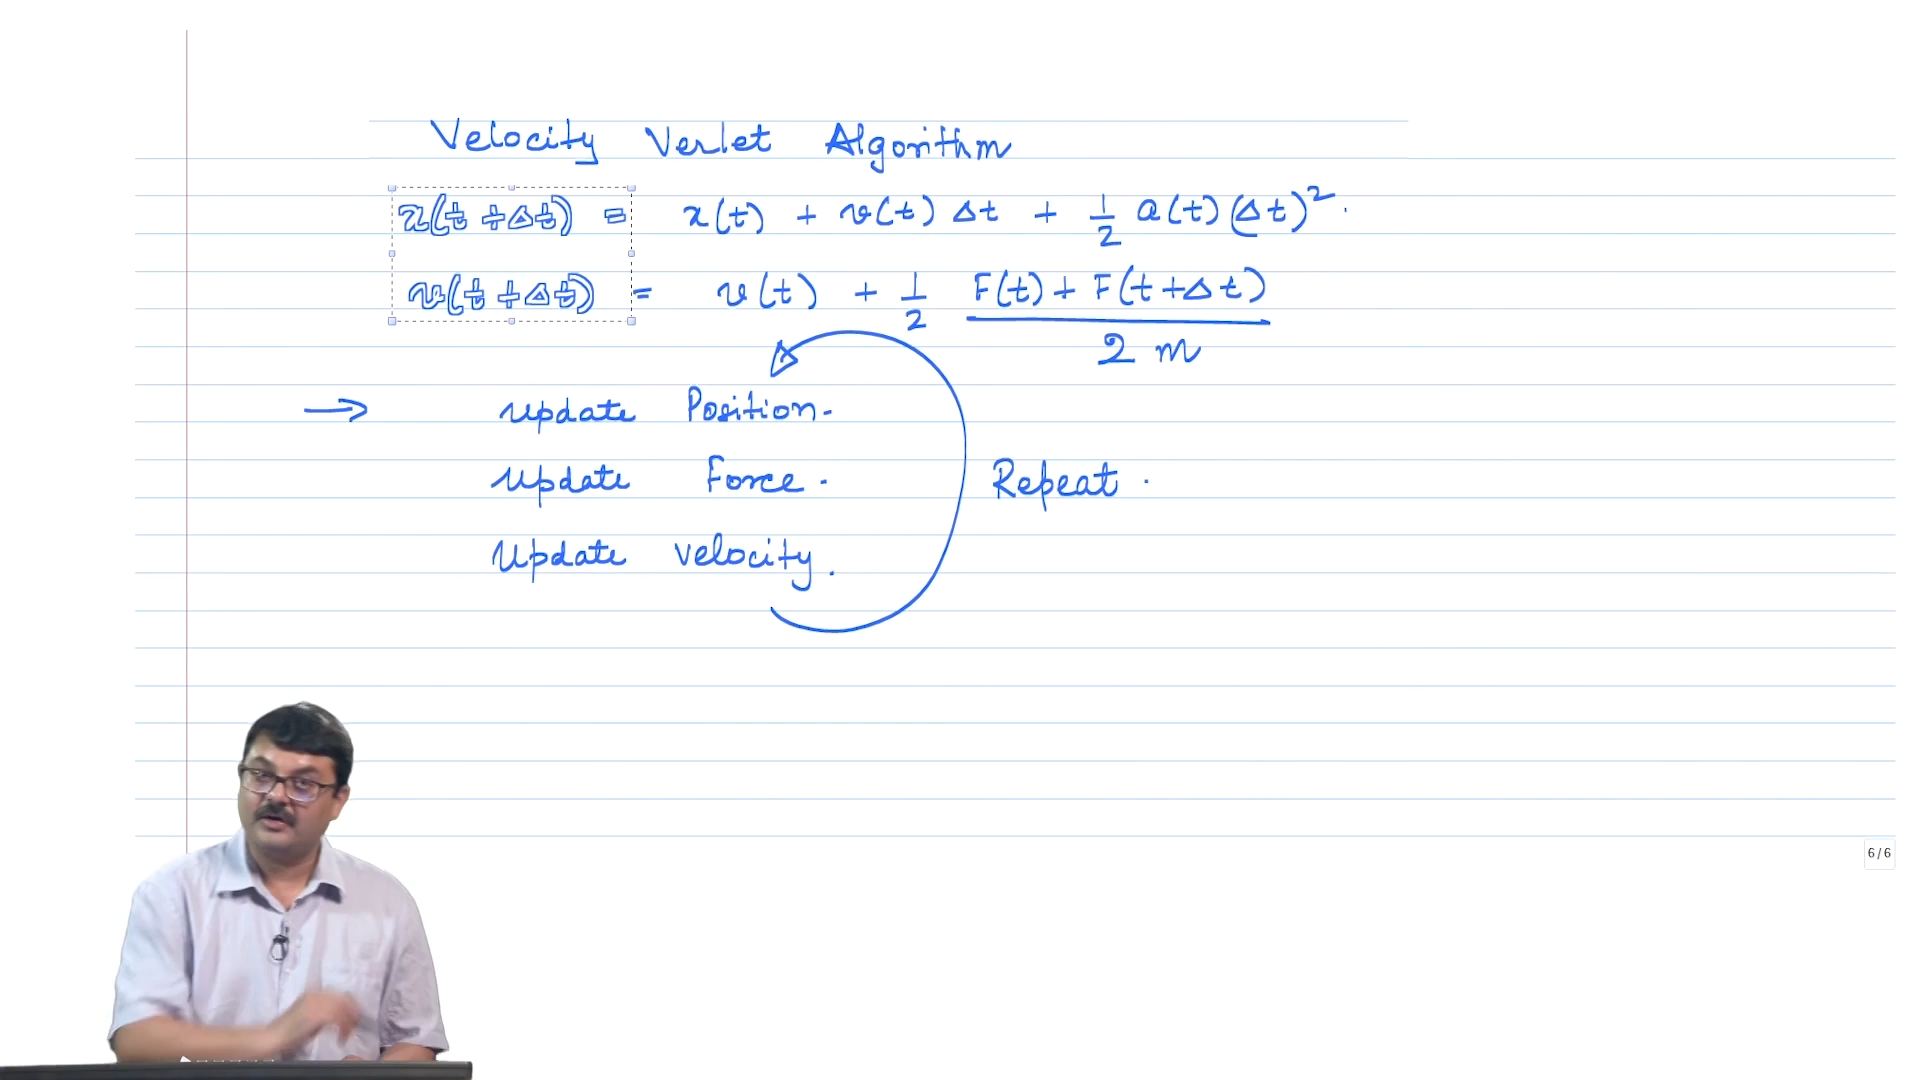 Velocity Verlet Algorithm
x(t+Δt) = x(t) + v(t) Δt + 1/2 a(t) (Δt)².
v(t+Δt) = v(t) + 1/2 F(t) + F(t+Δt) / 2 m
→ update Position.
update Force.
Repeat.
Update velocity.
6/6